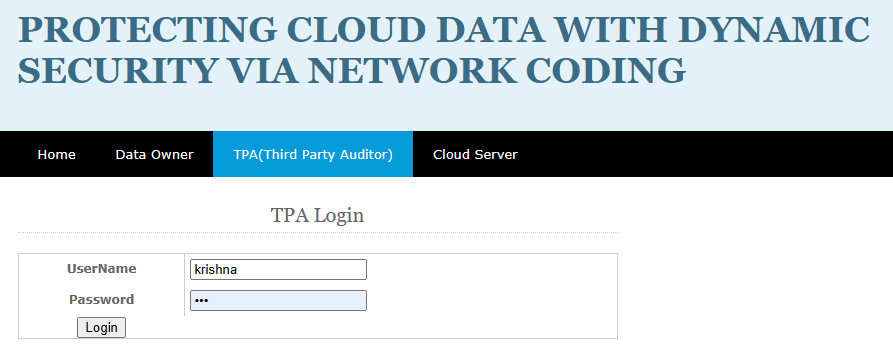 PROTECTING CLOUD DATA WITH DYNAMIC
SECURITY VIA NETWORK CODING
Home Data Owner TPA(Third Party Auditor) Cloud Server
TPA Login
UserName krishna
Password •••
Login